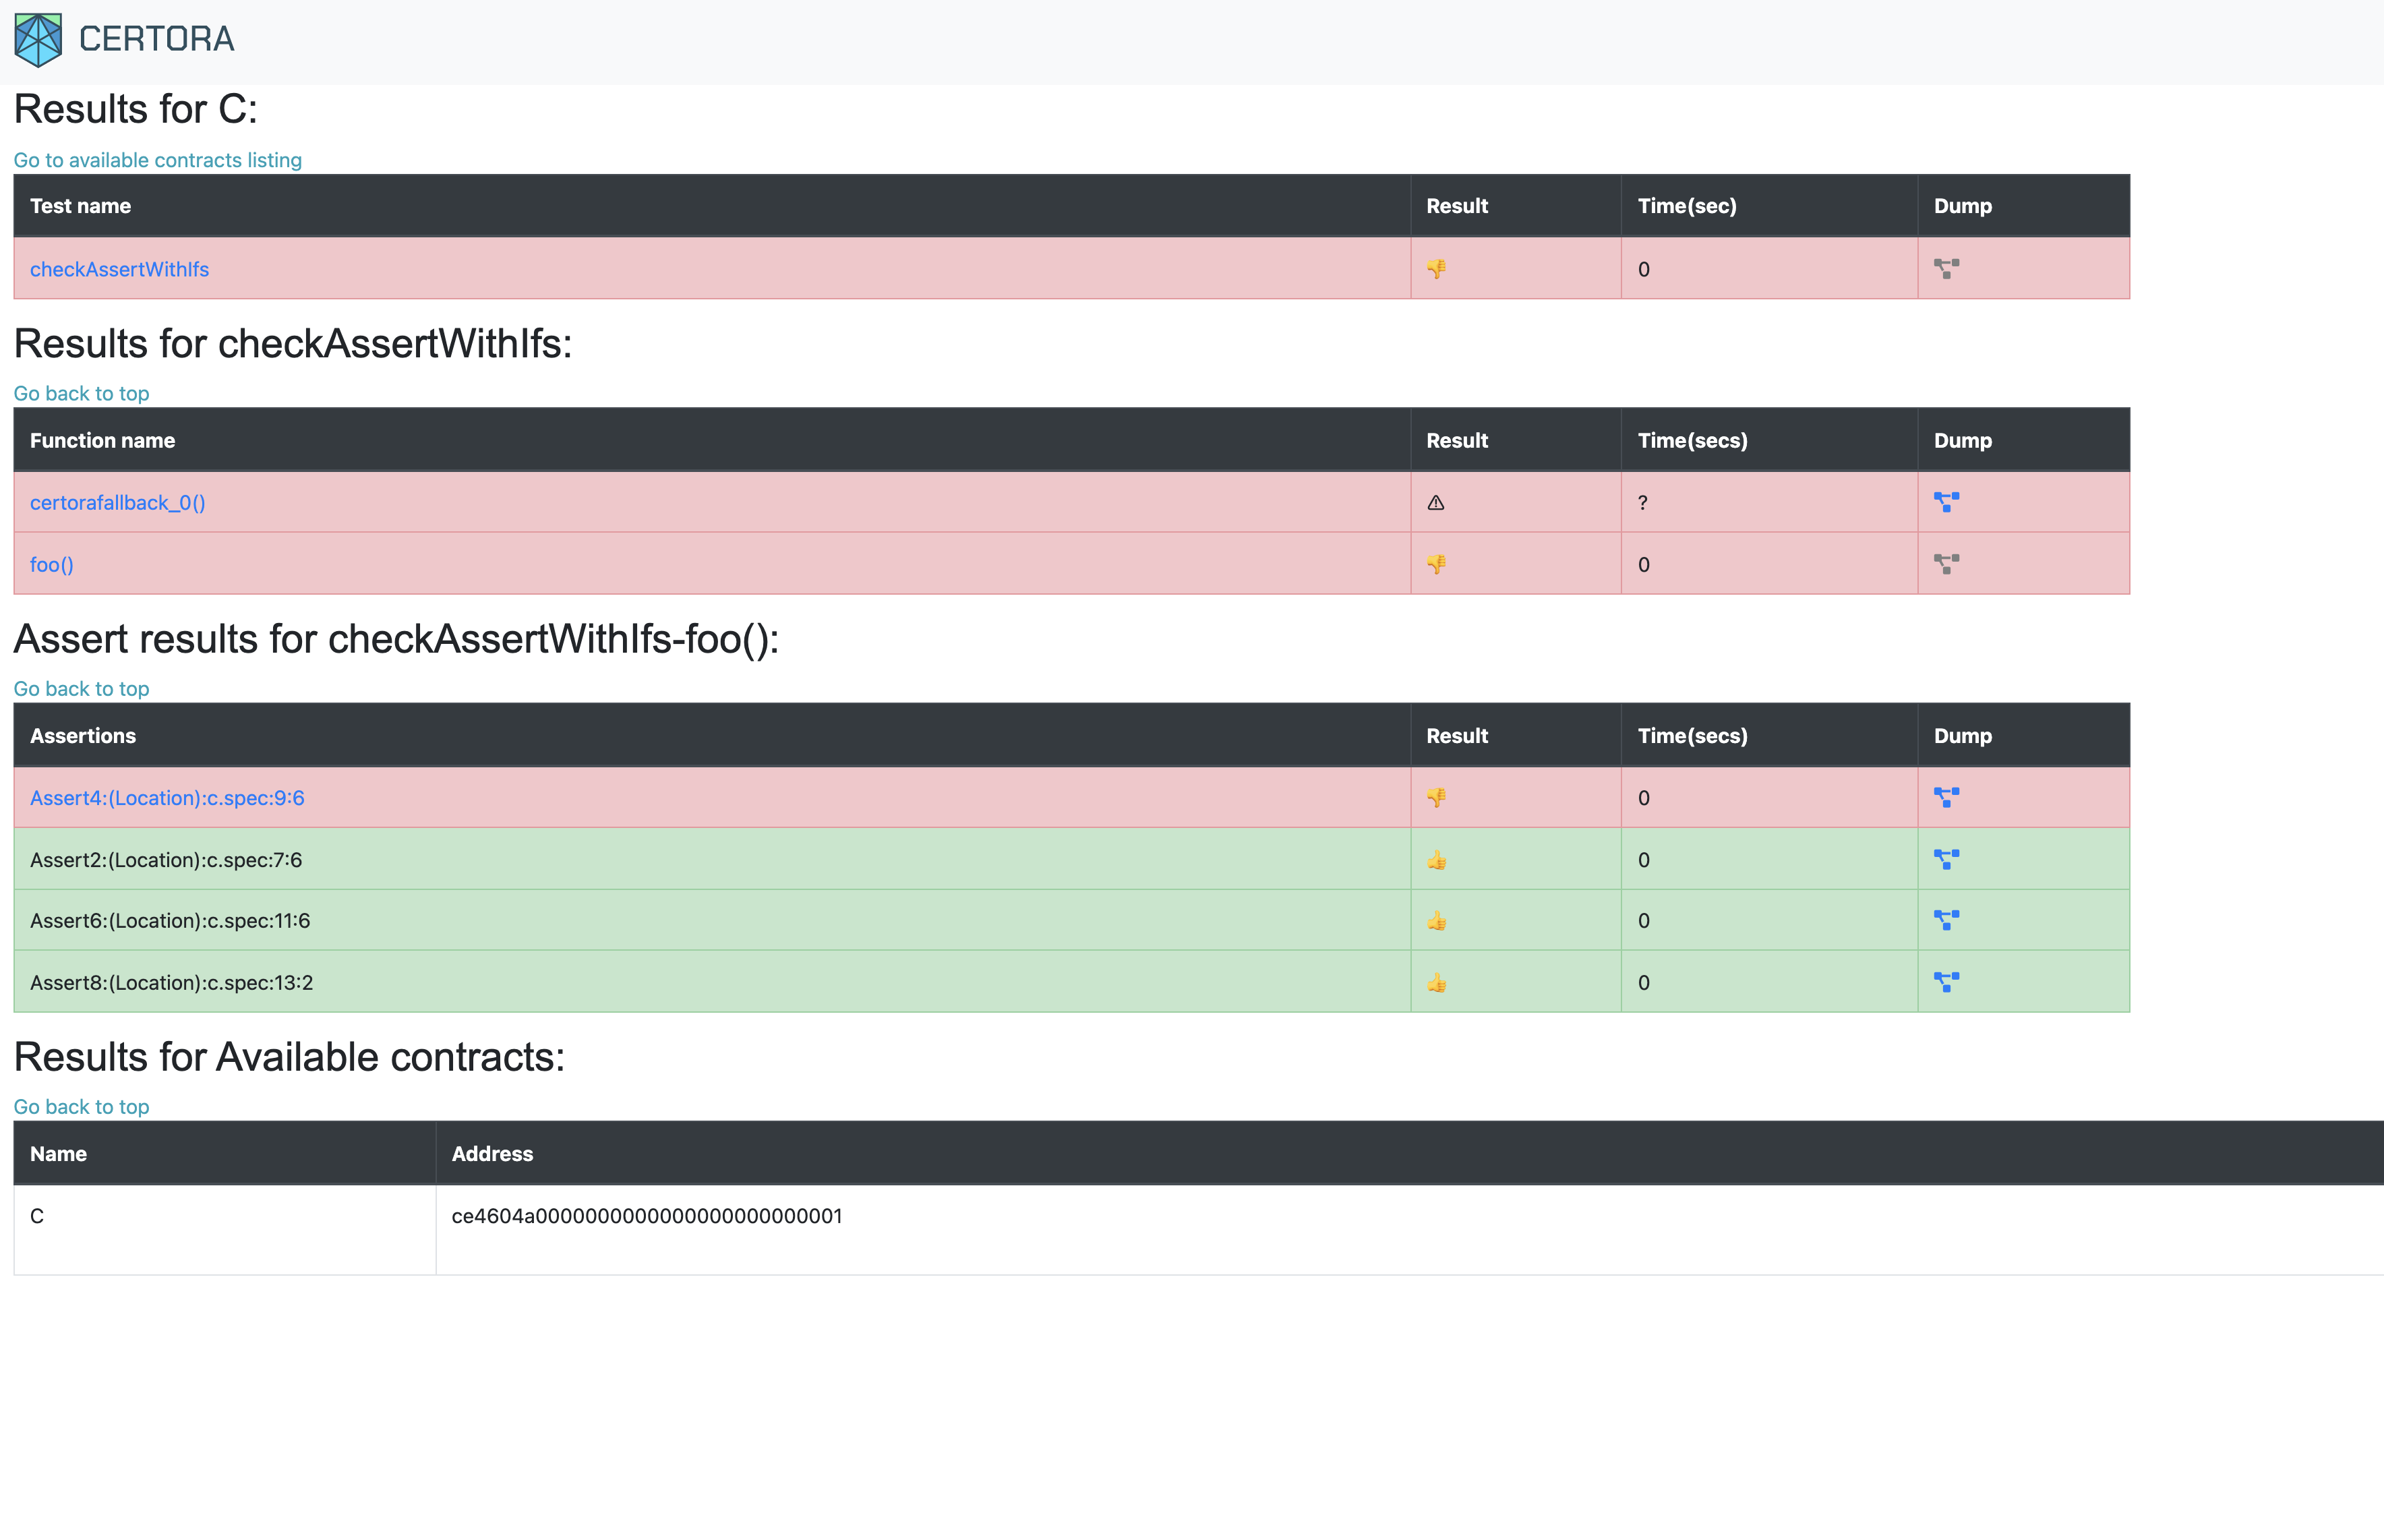 CERTORA
Results for C:
Go to available contracts listing
Test name Result Time(sec) Dump
checkAssertWithIfs 👎 0
Results for checkAssertWithIfs:
Go back to top
Function name Result Time(secs) Dump
certorafallback_0() ⚠ ?
foo() 👎 0
Assert results for checkAssertWithIfs-foo():
Go back to top
Assertions Result Time(secs) Dump
Assert4:(Location):c.spec:9:6 👎 0
Assert2:(Location):c.spec:7:6 👍 0
Assert6:(Location):c.spec:11:6 👍 0
Assert8:(Location):c.spec:13:2 👍 0
Results for Available contracts:
Go back to top
Name Address
C ce4604a0000000000000000000000001